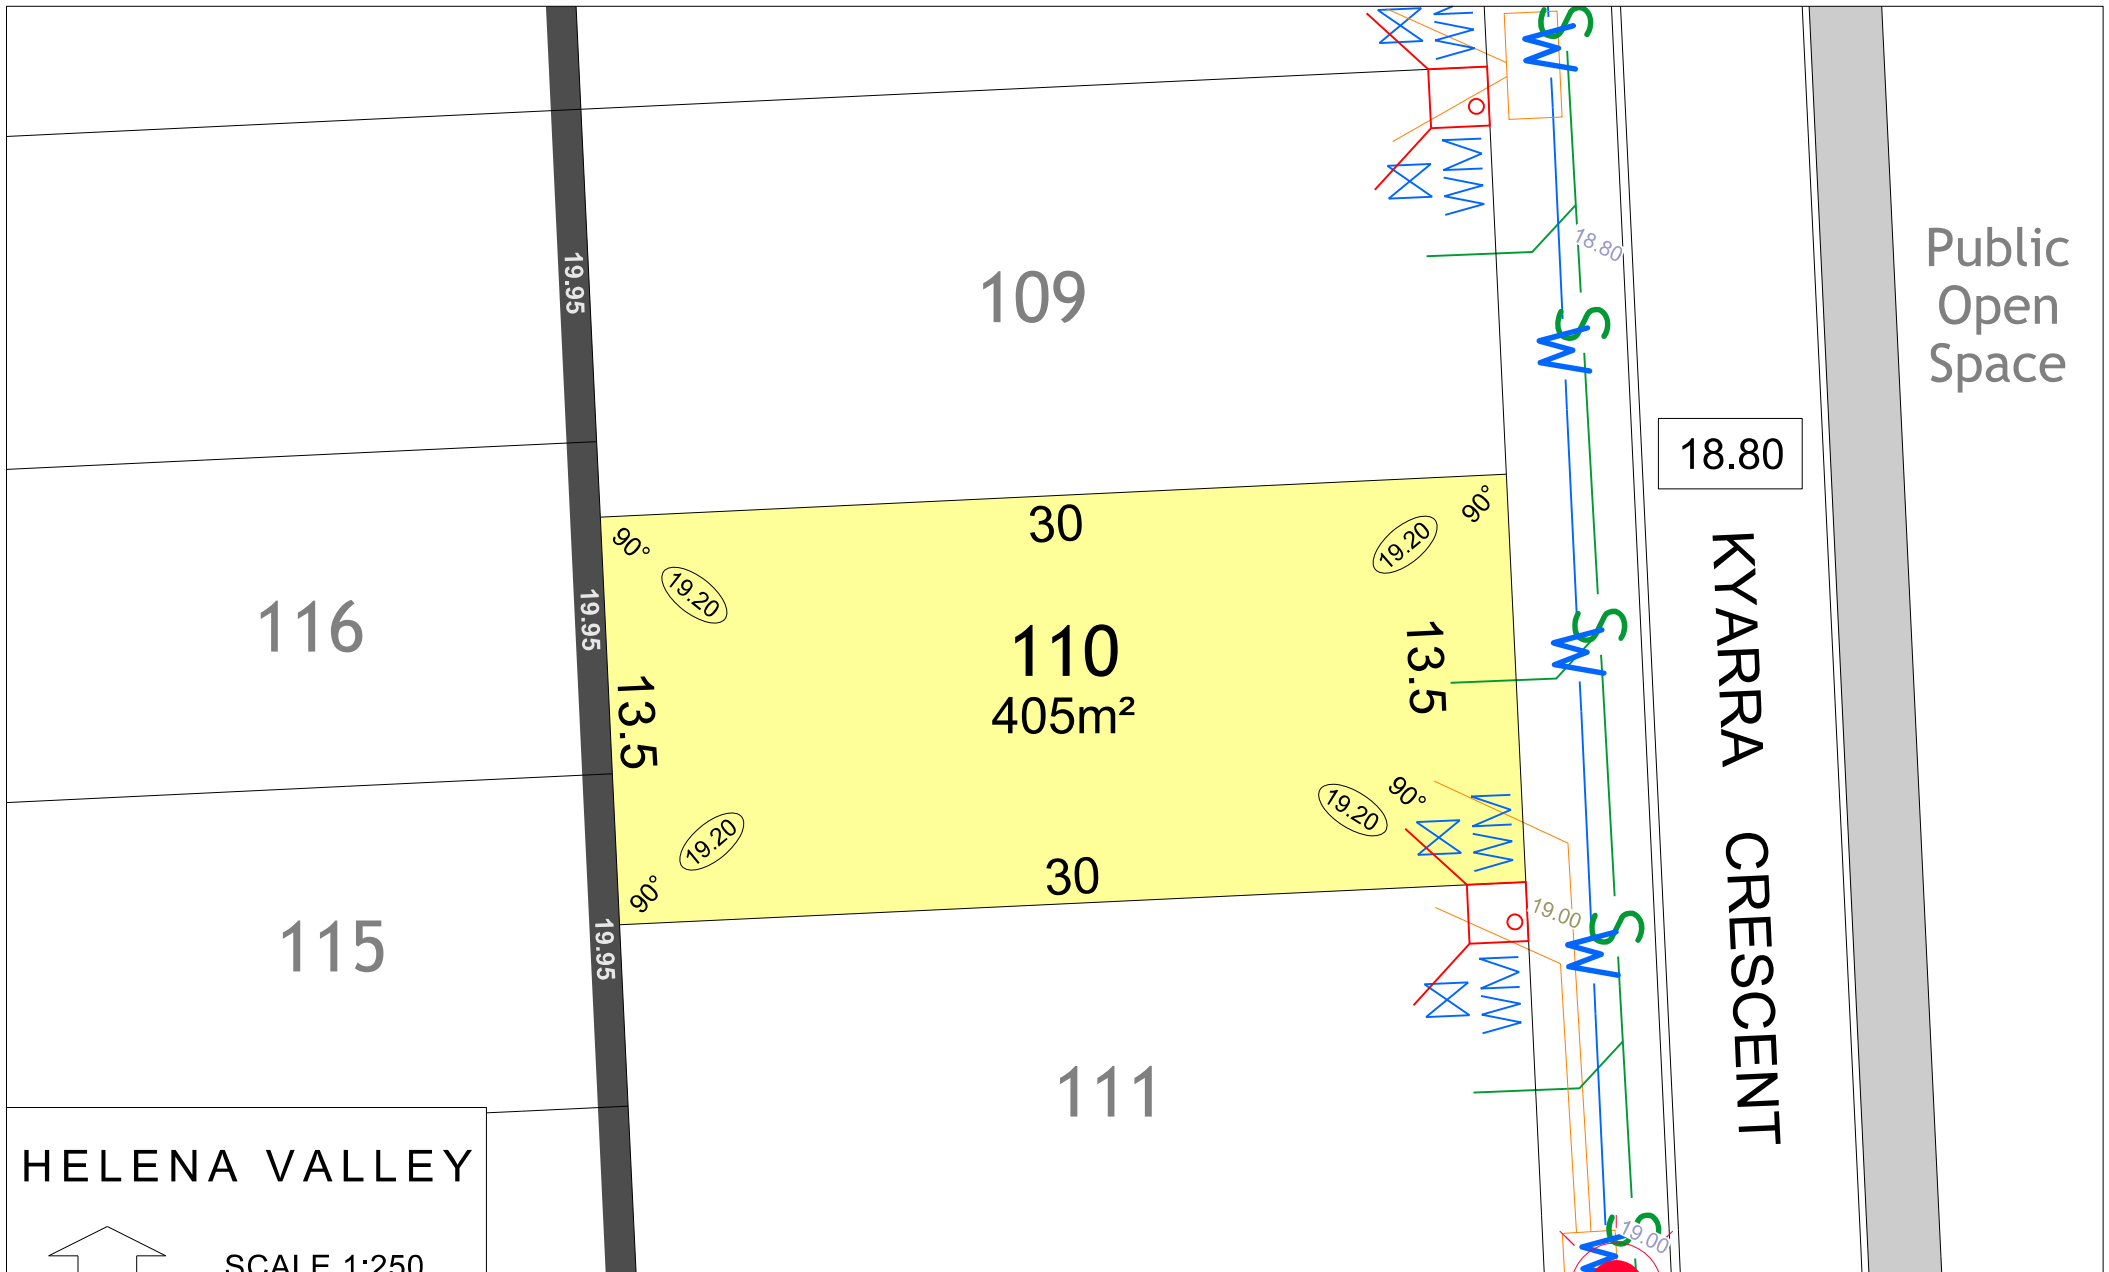 S
W
W
W
18.80
19.95
109
Public
Open
Space
S
W
18.80
30
90°
90°
19.20
19.20
KYARRA CRESCENT
116
19.95
110
405m²
13.5
13.5
S
W
19.20
19.20
90°
90°
W
W
30
19.00
S
W
115
19.95
W
W
111
HELENA VALLEY
SCALE 1:250
S
19.00
W